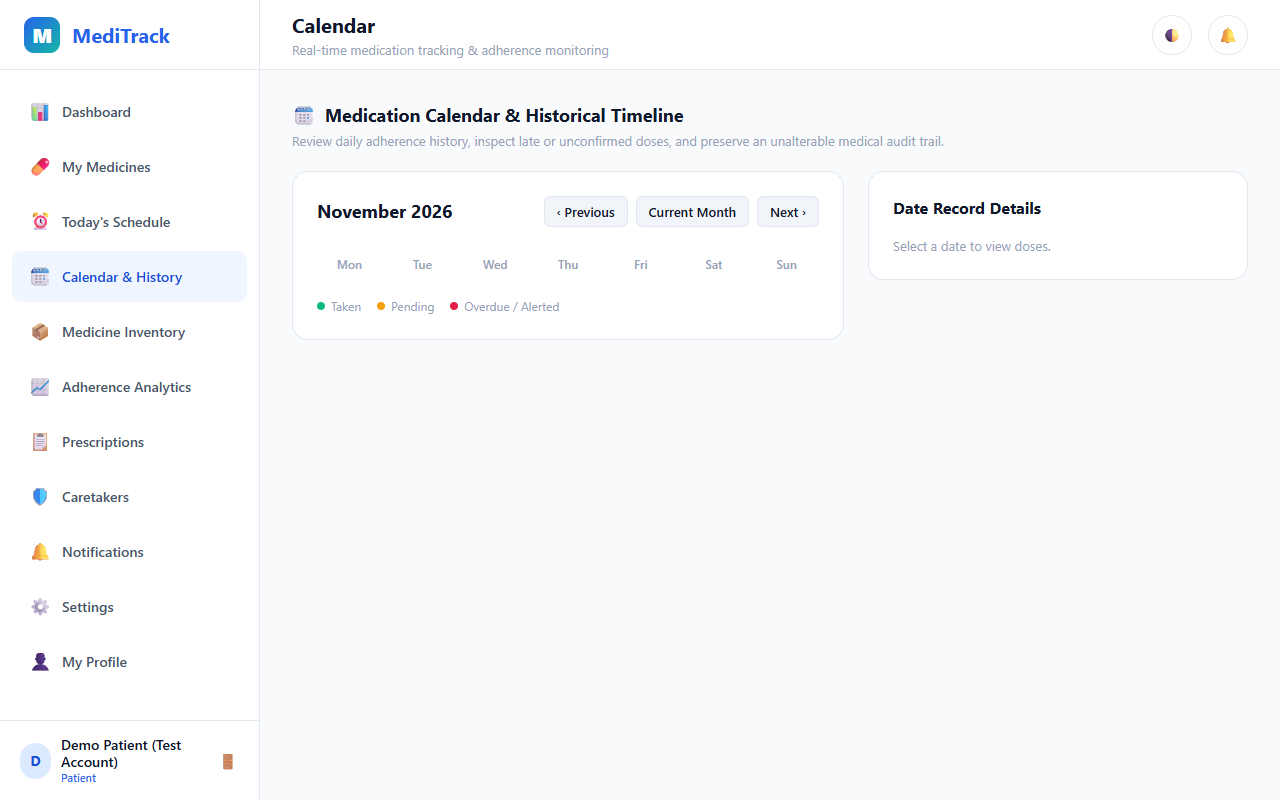 M MediTrack
Dashboard
My Medicines
Today's Schedule
Calendar & History
Medicine Inventory
Adherence Analytics
Prescriptions
Caretakers
Notifications
Settings
My Profile
D
Demo Patient (Test
Account)
Patient
Calendar
Real-time medication tracking & adherence monitoring
Medication Calendar & Historical Timeline
Review daily adherence history, inspect late or unconfirmed doses, and preserve an unalterable medical audit trail.
November 2026
‹ Previous
Current Month
Next ›
Mon Tue Wed Thu Fri Sat Sun
Taken Pending Overdue / Alerted
Date Record Details
Select a date to view doses.